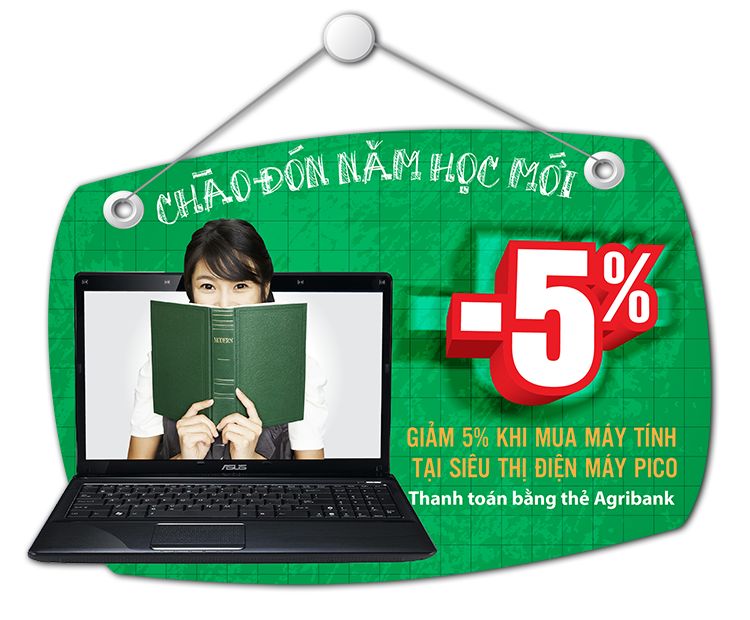 CHÀO ĐÓN NĂM HỌC MỚI
-5%
MODERN
GIẢM 5% KHI MUA MÁY TÍNH
TẠI SIÊU THỊ ĐIỆN MÁY PICO
Thanh toán bằng thẻ Agribank
ASUS